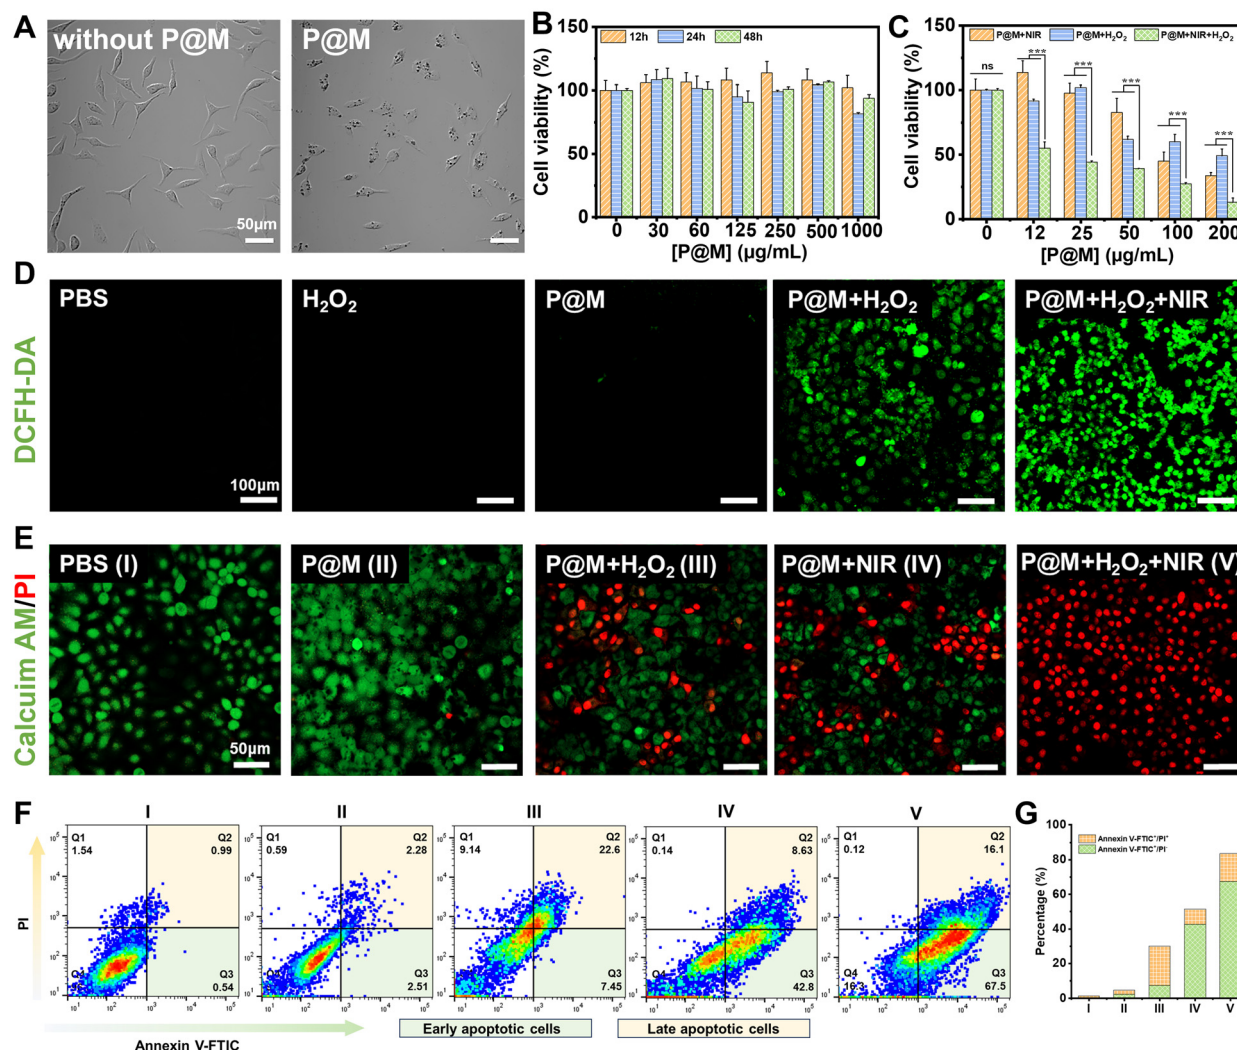 A
without P@M
50μm
P@M
B
Cell viability (%)
150
100
50
0
12h 24h 48h
0 30 60 125 250 500 1000
[P@M] (μg/mL)
C
Cell viability (%)
150
100
50
0
P@M+NIR P@M+H₂O₂ P@M+NIR+H₂O₂
ns *** *** *** *** ***
0 12 25 50 100 200
[P@M] (μg/mL)
D
DCFH-DA
PBS
100μm
H₂O₂
P@M
P@M+H₂O₂
P@M+H₂O₂+NIR
E
Calcuim AM/PI
PBS (I)
50μm
P@M (II)
P@M+H₂O₂ (III)
P@M+NIR (IV)
P@M+H₂O₂+NIR (V)
F
PI
I
Q1
1.54
Q2
0.99
Q3
0.54
II
Q1
0.59
Q2
2.28
Q3
2.51
III
Q1
9.14
Q2
22.6
Q3
7.45
IV
Q1
0.14
Q2
8.63
Q4
Q3
42.8
V
Q1
0.12
Q2
16.1
Q4
16.3
Q3
67.5
Annexin V-FTIC
Early apoptotic cells
Late apoptotic cells
G
Percentage (%)
100
80
60
40
20
0
Annexin V-FTIC⁺/PI⁺
Annexin V-FTIC⁺/PI⁻
I II III IV V